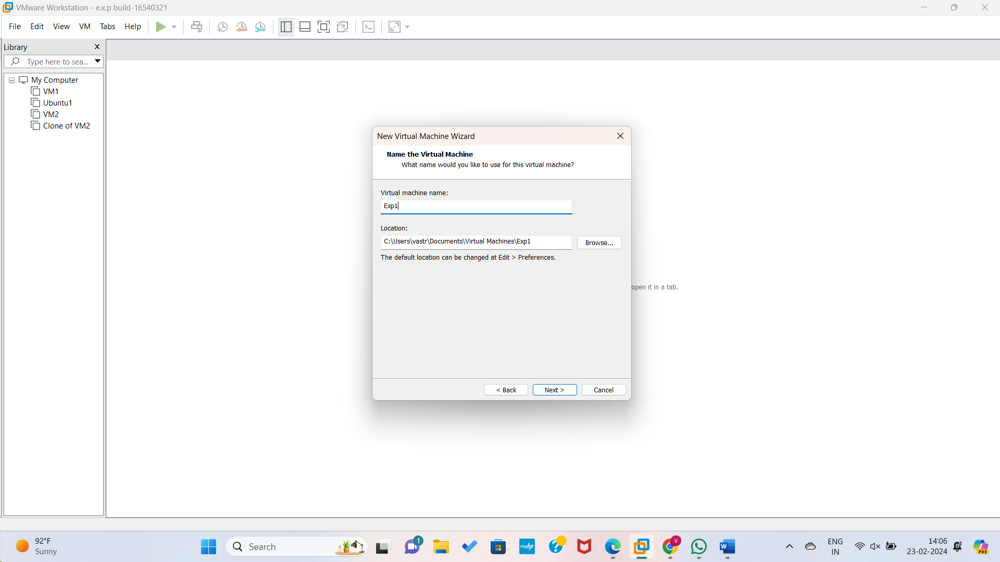 VMware Workstation - e.x.p build-16540321
File Edit View VM Tabs Help
Library
Type here to sea...
My Computer
VM1
Ubuntu1
VM2
Clone of VM2
New Virtual Machine Wizard
Name the Virtual Machine
What name would you like to use for this virtual machine?
Virtual machine name:
Exp1
Location:
C:\Users\vastr\Documents\Virtual Machines\Exp1
Browse...
The default location can be changed at Edit > Preferences.
open it in a tab.
< Back
Next >
Cancel
92°F
Sunny
Search
1
myhp
V
W
ENG
IN
14:06
23-02-2024
PRE